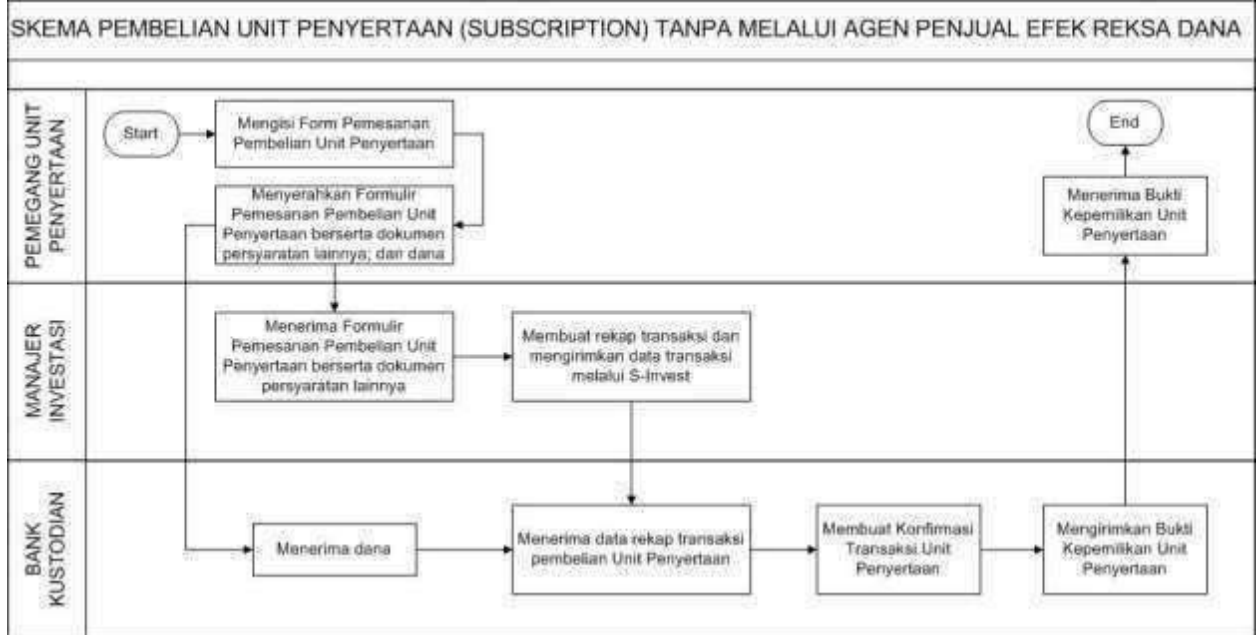 SKEMA PEMBELIAN UNIT PENYERTAAN (SUBSCRIPTION) TANPA MELALUI AGEN PENJUAL EFEK REKSA DANA
PEMEGANG UNIT
PENYERTAAN
Start
Mengisi Form Pemesanan
Pembelian Unit Penyertaan
Menyerahkan Formulir
Pemesanan Pembelian Unit
Penyertaan berserta dokumen
persyaratan lainnya; dan dana
End
Menerima Bukti
Kepemilikan Unit
Penyertaan
MANAJER
INVESTASI
Menerima Formulir
Pemesanan Pembelian Unit
Penyertaan berserta dokumen
persyaratan lainnya
Membuat rekap transaksi dan
mengirimkan data transaksi
melalui S-Invest
BANK
KUSTODIAN
Menerima dana
Menerima data rekap transaksi
pembelian Unit Penyertaan
Membuat Konfirmasi
Transaksi Unit
Penyertaan
Mengirimkan Bukti
Kepemilikan Unit
Penyertaan